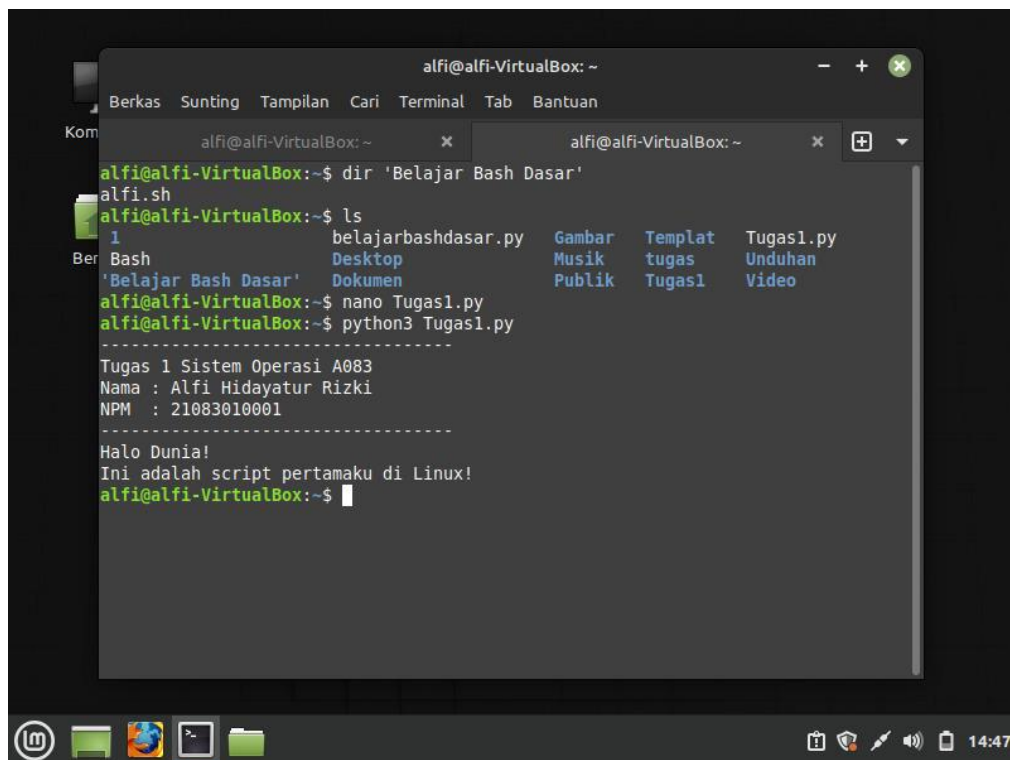 alfi@alfi-VirtualBox: ~
Berkas Sunting Tampilan Cari Terminal Tab Bantuan
Kom
alfi@alfi-VirtualBox: ~ alfi@alfi-VirtualBox: ~
alfi@alfi-VirtualBox:~$ dir 'Belajar Bash Dasar'
alfi.sh
alfi@alfi-VirtualBox:~$ ls
1 belajarbashdasar.py Gambar Templat Tugas1.py
Ber
Bash Desktop Musik tugas Unduhan
'Belajar Bash Dasar' Dokumen Publik Tugas1 Video
alfi@alfi-VirtualBox:~$ nano Tugas1.py
alfi@alfi-VirtualBox:~$ python3 Tugas1.py
-----------------------------------
Tugas 1 Sistem Operasi A083
Nama : Alfi Hidayatur Rizki
NPM : 21083010001
-----------------------------------
Halo Dunia!
Ini adalah script pertamaku di Linux!
alfi@alfi-VirtualBox:~$
14:47